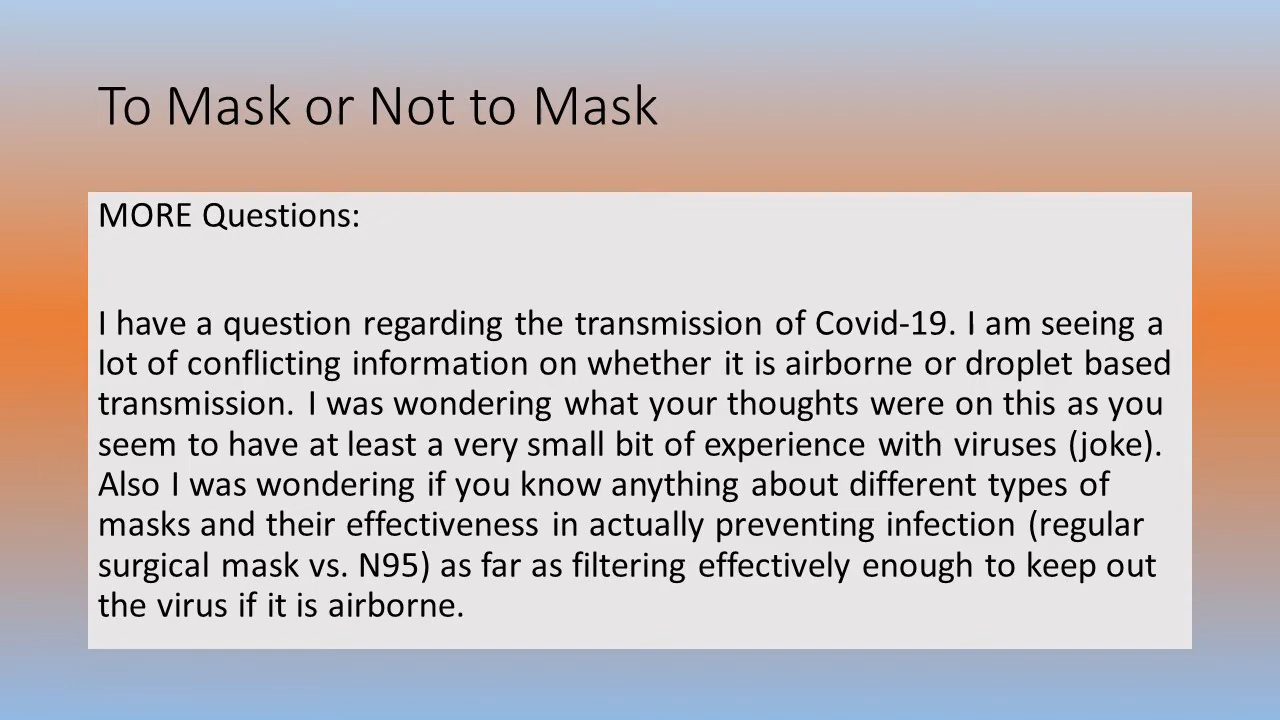 To Mask or Not to Mask
MORE Questions:
I have a question regarding the transmission of Covid-19. I am seeing a
lot of conflicting information on whether it is airborne or droplet based
transmission. I was wondering what your thoughts were on this as you
seem to have at least a very small bit of experience with viruses (joke).
Also I was wondering if you know anything about different types of
masks and their effectiveness in actually preventing infection (regular
surgical mask vs. N95) as far as filtering effectively enough to keep out
the virus if it is airborne.